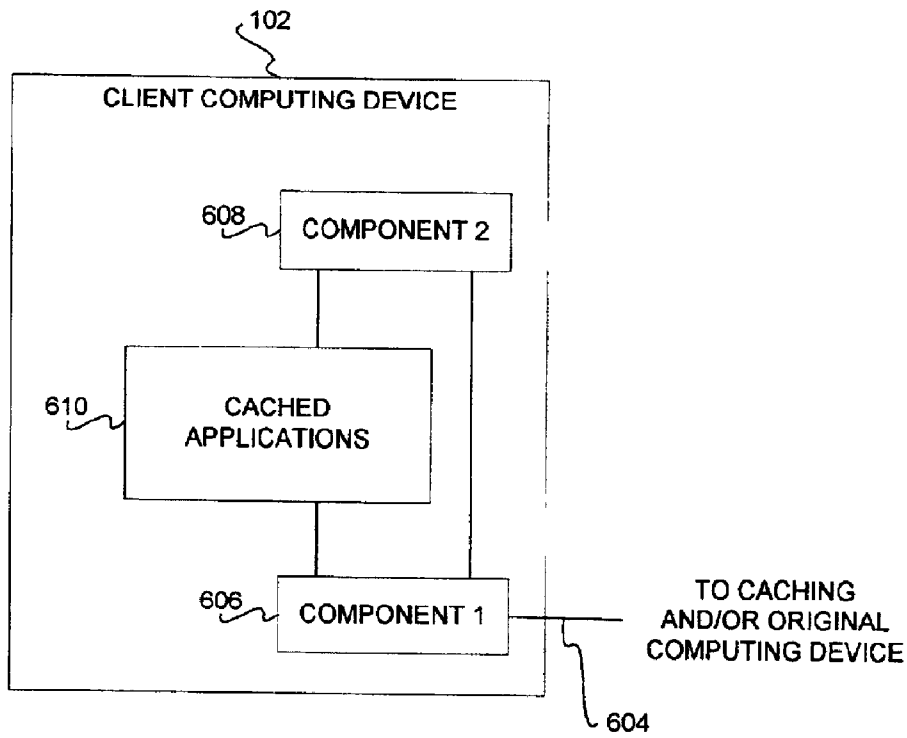 102
CLIENT COMPUTING DEVICE
608
COMPONENT 2
610
CACHED
APPLICATIONS
606
COMPONENT 1
TO CACHING
AND/OR ORIGINAL
COMPUTING DEVICE
604